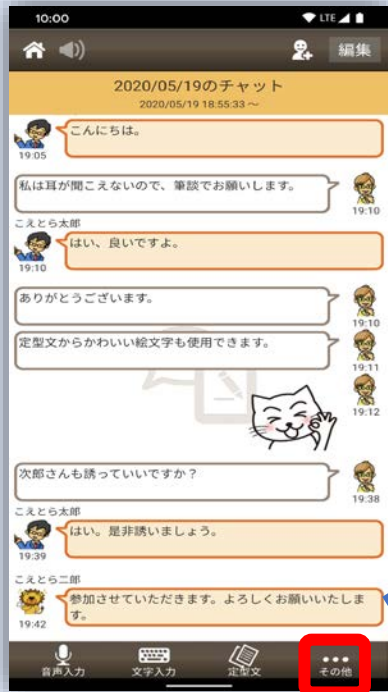 10:00
LTE
編集
2020/05/19のチャット
2020/05/19 18:55:33 ～
こんにちは。
19:05
私は耳が聞こえないので、筆談でお願いします。
19:10
こえとら太郎
はい、良いですよ。
19:10
ありがとうございます。
19:10
定型文からかわいい絵文字も使用できます。
19:11
19:12
次郎さんも誘っていいですか？
19:38
こえとら太郎
はい。是非誘いましょう。
19:39
こえとら二郎
参加させていただきます。よろしくお願いいたしま
す。
19:42
音声入力 文字入力 定型文 その他